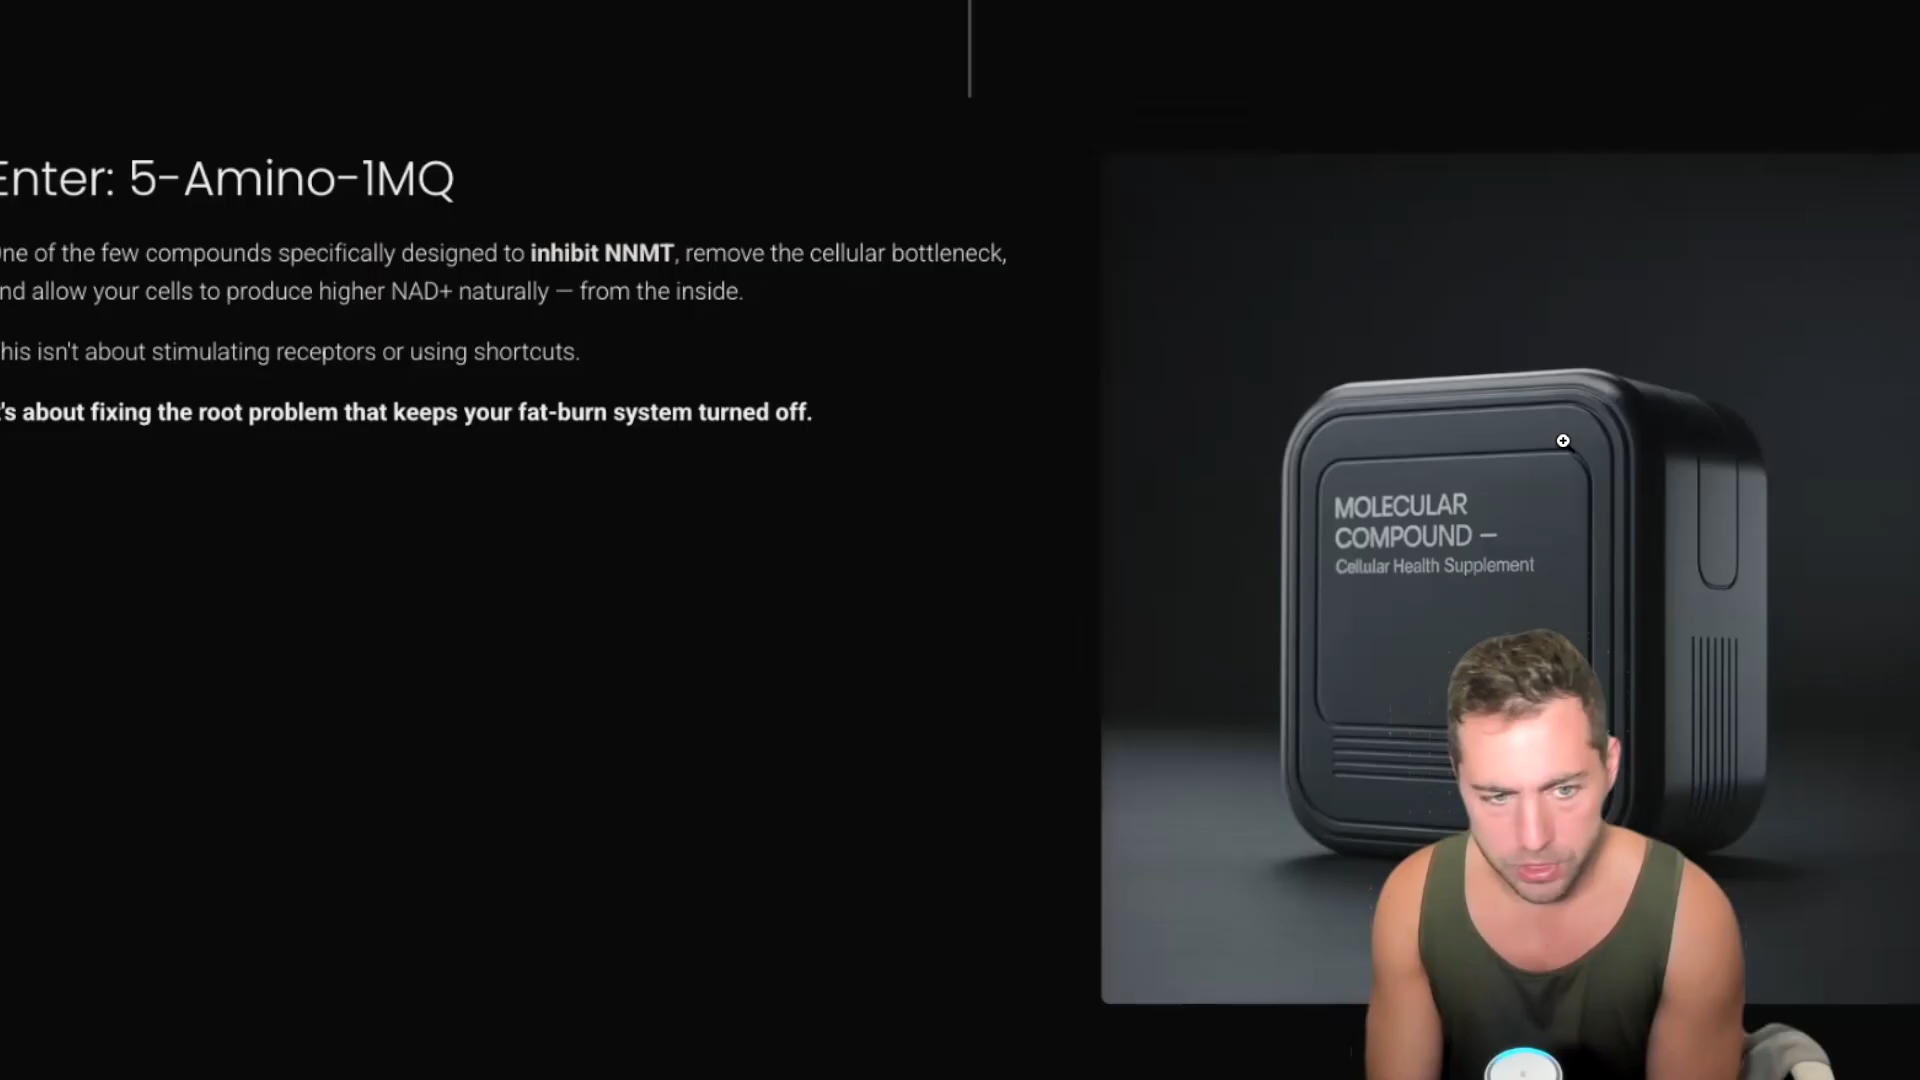 Enter: 5-Amino-1MQ
ne of the few compounds specifically designed to inhibit NNMT, remove the cellular bottleneck,
nd allow your cells to produce higher NAD+ naturally — from the inside.
his isn't about stimulating receptors or using shortcuts.
's about fixing the root problem that keeps your fat-burn system turned off.
MOLECULAR
COMPOUND —
Cellular Health Supplement